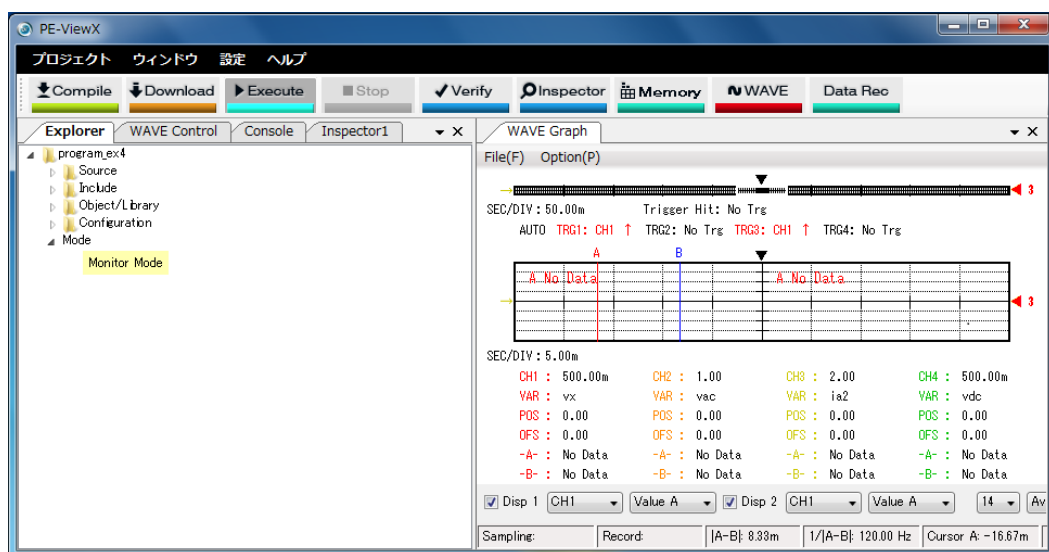 PE-ViewX
プロジェクト ウィンドウ 設定 ヘルプ
Compile Download Execute Stop Verify Inspector Memory WAVE Data Rec
Explorer WAVE Control Console Inspector1
program_ex4
Source
Include
Object/Library
Configuration
Mode
Monitor Mode
WAVE Graph
File(F) Option(P)
3
SEC/DIV : 50.00m Trigger Hit: No Trg
AUTO TRG1: CH1 ↑ TRG2: No Trg TRG3: CH1 ↑ TRG4: No Trg
A B
A No Data A No Data
3
SEC/DIV : 5.00m
CH1 : 500.00m CH2 : 1.00 CH3 : 2.00 CH4 : 500.00m
VAR : vx VAR : vac VAR : ia2 VAR : vdc
POS : 0.00 POS : 0.00 POS : 0.00 POS : 0.00
OFS : 0.00 OFS : 0.00 OFS : 0.00 OFS : 0.00
-A- : No Data -A- : No Data -A- : No Data -A- : No Data
-B- : No Data -B- : No Data -B- : No Data -B- : No Data
Disp 1 CH1 Value A Disp 2 CH1 Value A 14 Av
Sampling: Record: |A-B|: 8.33m 1/|A-B|: 120.00 Hz Cursor A: -16.67m